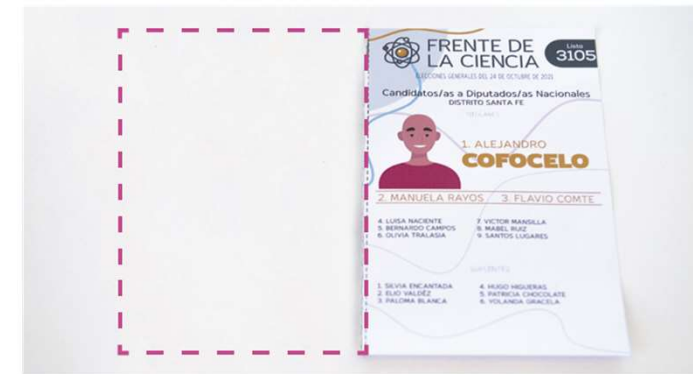 FRENTE DE
LA CIENCIA
Lista
3105
ELECCIONES GENERALES DEL 24 DE OCTUBRE DE 2021
Candidatos/as a Diputados/as Nacionales
DISTRITO SANTA FE
TITULARES
1. ALEJANDRO
COFOCELO
2. MANUELA RAYOS 3. FLAVIO COMTE
4. LUISA NACIENTE
5. BERNARDO CAMPOS
6. OLIVIA TRALASIA
7. VICTOR MANSILLA
8. MABEL RUIZ
9. SANTOS LUGARES
SUPLENTES
1. SILVIA ENCANTADA
2. ELIO VALDÉZ
3. PALOMA BLANCA
4. HUGO HIGUERAS
5. PATRICIA CHOCOLATE
6. YOLANDA GRACELA